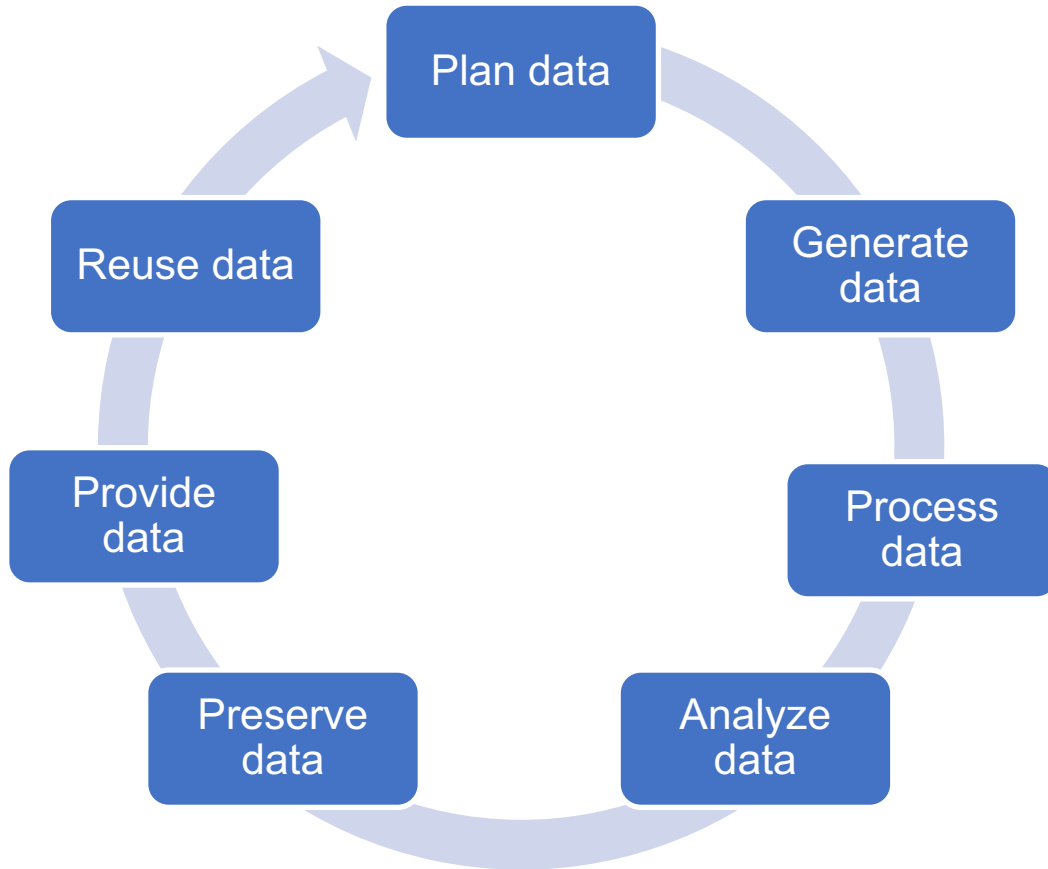 Plan data
Generate
data
Process
data
Analyze
data
Preserve
data
Provide
data
Reuse data